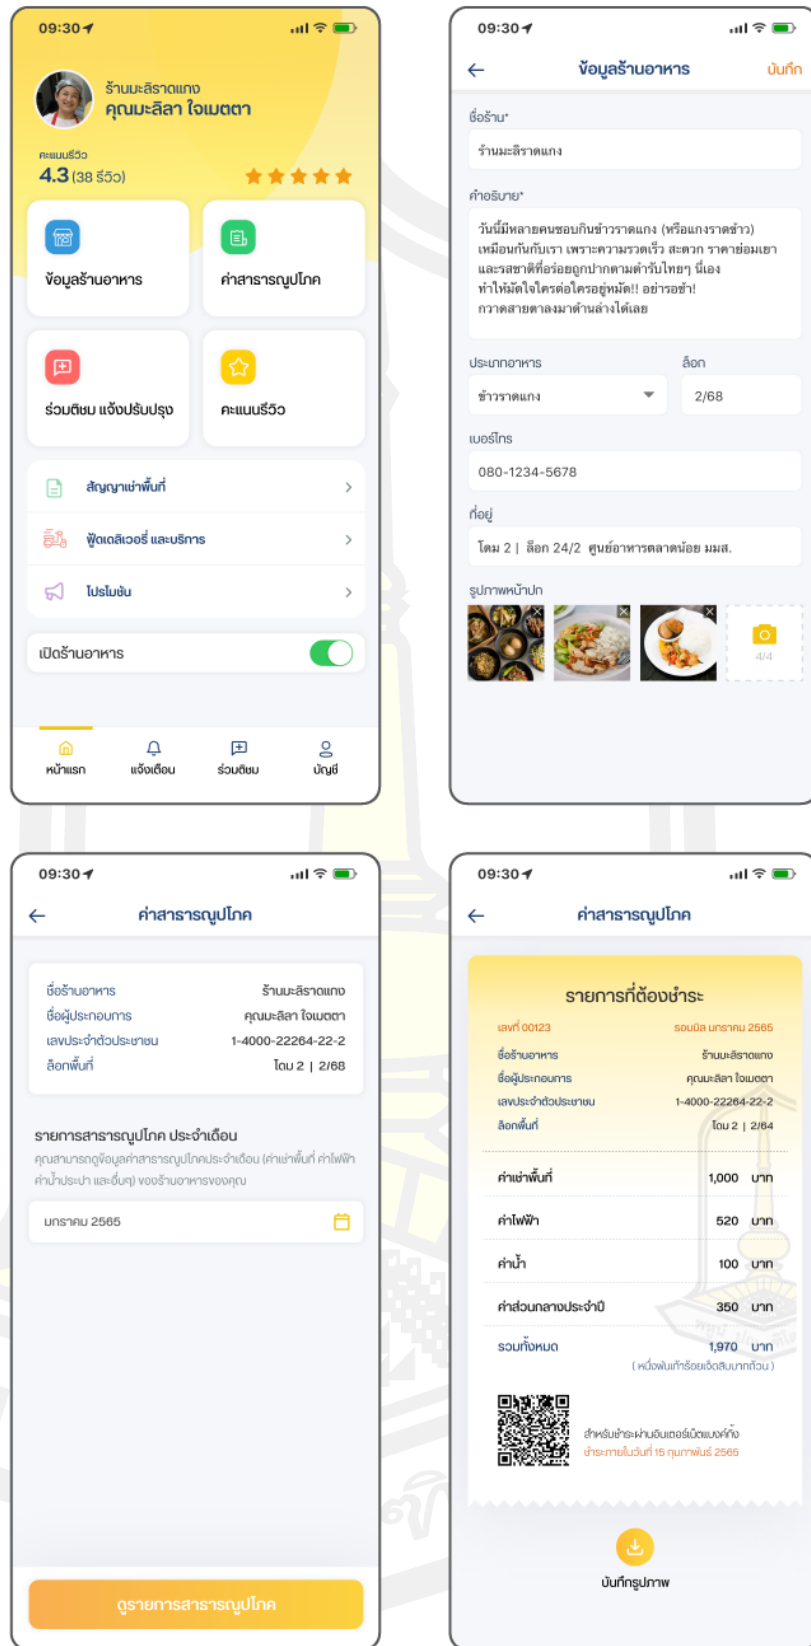 09:30
ร้านมะลิราดแกง
คุณมะลิลา ใจเมตตา
คะแนนรีวิว
4.3 (38 รีวิว)
ข้อมูลร้านอาหาร
ค่าสาธารณูปโภค
ร่วมติชม แจ้งปรับปรุง
คะแนนรีวิว
สัญญาเช่าพื้นที่
ฟู้ดเดลิเวอรี่ และบริการ
โปรโมชัน
เปิดร้านอาหาร
หน้าแรก
แจ้งเตือน
ร่วมติชม
บัญชี
09:30
ข้อมูลร้านอาหาร
บันทึก
ชื่อร้าน*
ร้านมะลิราดแกง
คำอธิบาย*
วันนี้มีหลายคนชอบกินข้าวราดแกง (หรือแกงราดข้าว)
เหมือนกันกับเรา เพราะความรวดเร็ว สะดวก ราคาย่อมเยา
และรสชาติที่อร่อยถูกปากตามตำรับไทยๆ นี่เอง
ทำให้มัดใจใครต่อใครอยู่หมัด!! อย่ารอช้า!
กวาดสายตาลงมาด้านล่างได้เลย
ประเภทอาหาร
ล็อก
ข้าวราดแกง
2/68
เบอร์โทร
080-1234-5678
ที่อยู่
โดม 2 | ล็อก 24/2 ศูนย์อาหารตลาดน้อย มมส.
รูปภาพหน้าปก
4/4
09:30
ค่าสาธารณูปโภค
ชื่อร้านอาหาร ร้านมะลิราดแกง
ชื่อผู้ประกอบการ คุณมะลิลา ใจเมตตา
เลขประจำตัวประชาชน 1-4000-22264-22-2
ล็อกพื้นที่ โดม 2 | 2/68
รายการสาธารณูปโภค ประจำเดือน
คุณสามารถดูข้อมูลค่าสาธารณูปโภคประจำเดือน (ค่าเช่าพื้นที่ ค่าไฟฟ้า
ค่าน้ำประปา และอื่นๆ) ของร้านอาหารของคุณ
มกราคม 2565
ดูรายการสาธารณูปโภค
09:30
ค่าสาธารณูปโภค
รายการที่ต้องชำระ
เลขที่ 00123 รอบบิล มกราคม 2565
ชื่อร้านอาหาร ร้านมะลิราดแกง
ชื่อผู้ประกอบการ คุณมะลิลา ใจเมตตา
เลขประจำตัวประชาชน 1-4000-22264-22-2
ล็อกพื้นที่ โดม 2 | 2/64
ค่าเช่าพื้นที่ 1,000 บาท
ค่าไฟฟ้า 520 บาท
ค่าน้ำ 100 บาท
ค่าส่วนกลางประจำปี 350 บาท
รวมทั้งหมด 1,970 บาท
( หนึ่งพันเก้าร้อยเจ็ดสิบบาทถ้วน )
สำหรับชำระผ่านอินเตอร์เน็ตแบงค์กิ้ง
ชำระภายในวันที่ 15 กุมภาพันธ์ 2565
บันทึกรูปภาพ